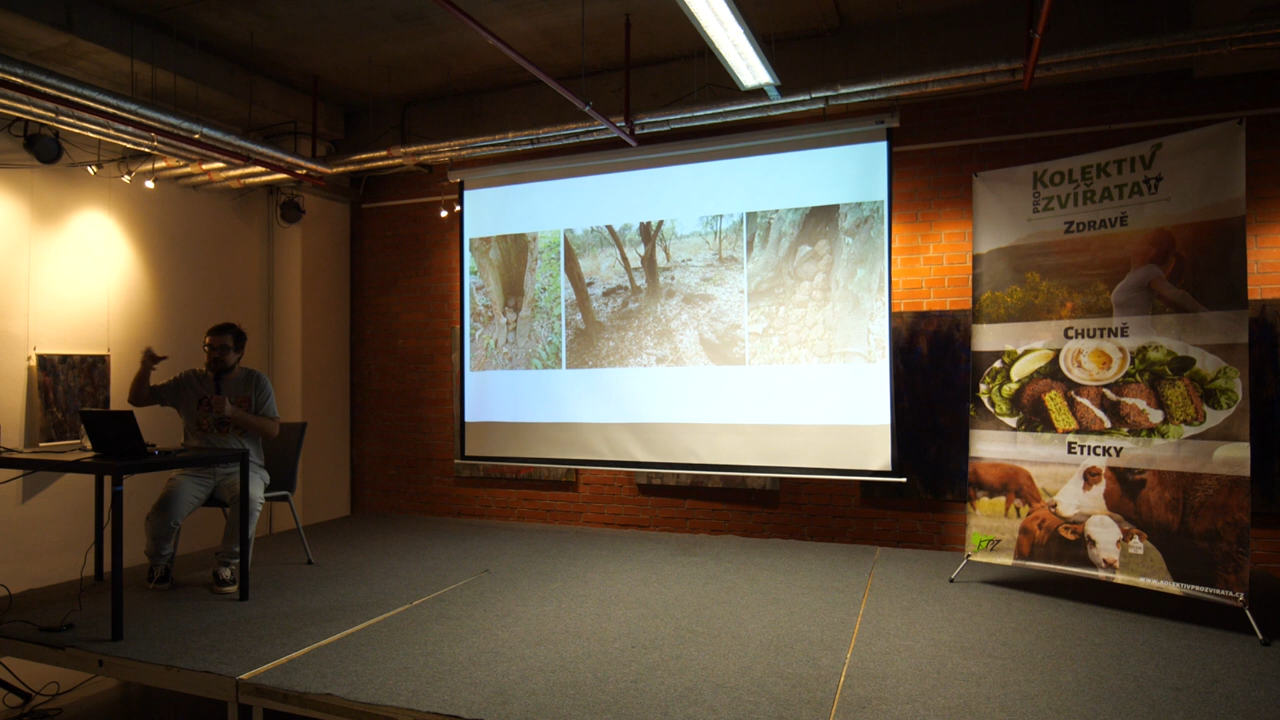 KOLEKTIV
PRO ZVÍŘATA
ZDRAVĚ
CHUTNĚ
ETICKY
KPZ
WWW.KOLEKTIVPROZVIRATA.CZ